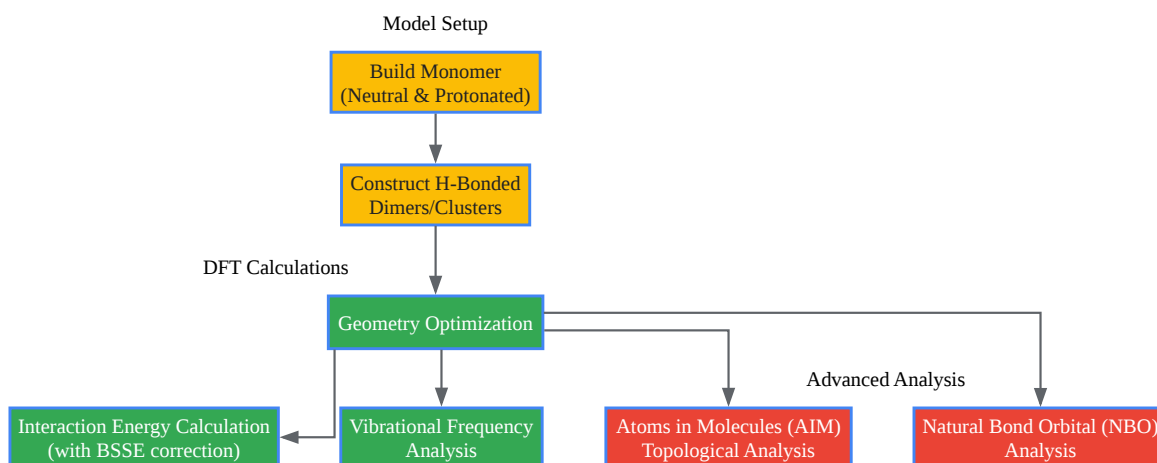 Model Setup
Build Monomer
(Neutral & Protonated)
Construct H-Bonded
Dimers/Clusters
DFT Calculations
Geometry Optimization
Advanced Analysis
Interaction Energy Calculation
(with BSSE correction)
Vibrational Frequency
Analysis
Atoms in Molecules (AIM)
Topological Analysis
Natural Bond Orbital (NBO)
Analysis